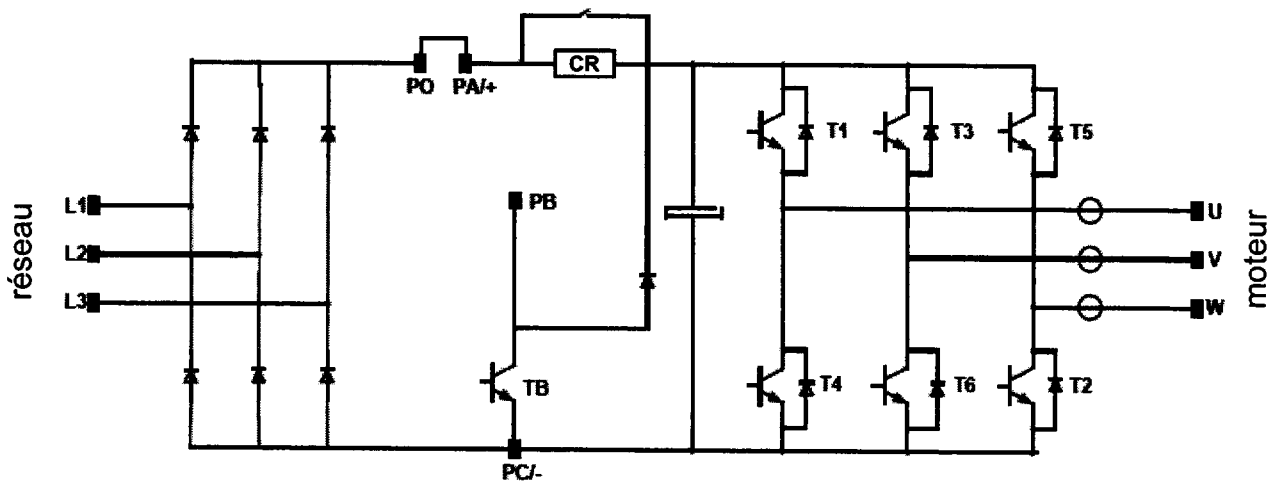 CR
PO
PA/+
T1
T3
T5
L1
PB
U
réseau
L2
V
moteur
L3
W
TB
T4
T6
T2
PC/-